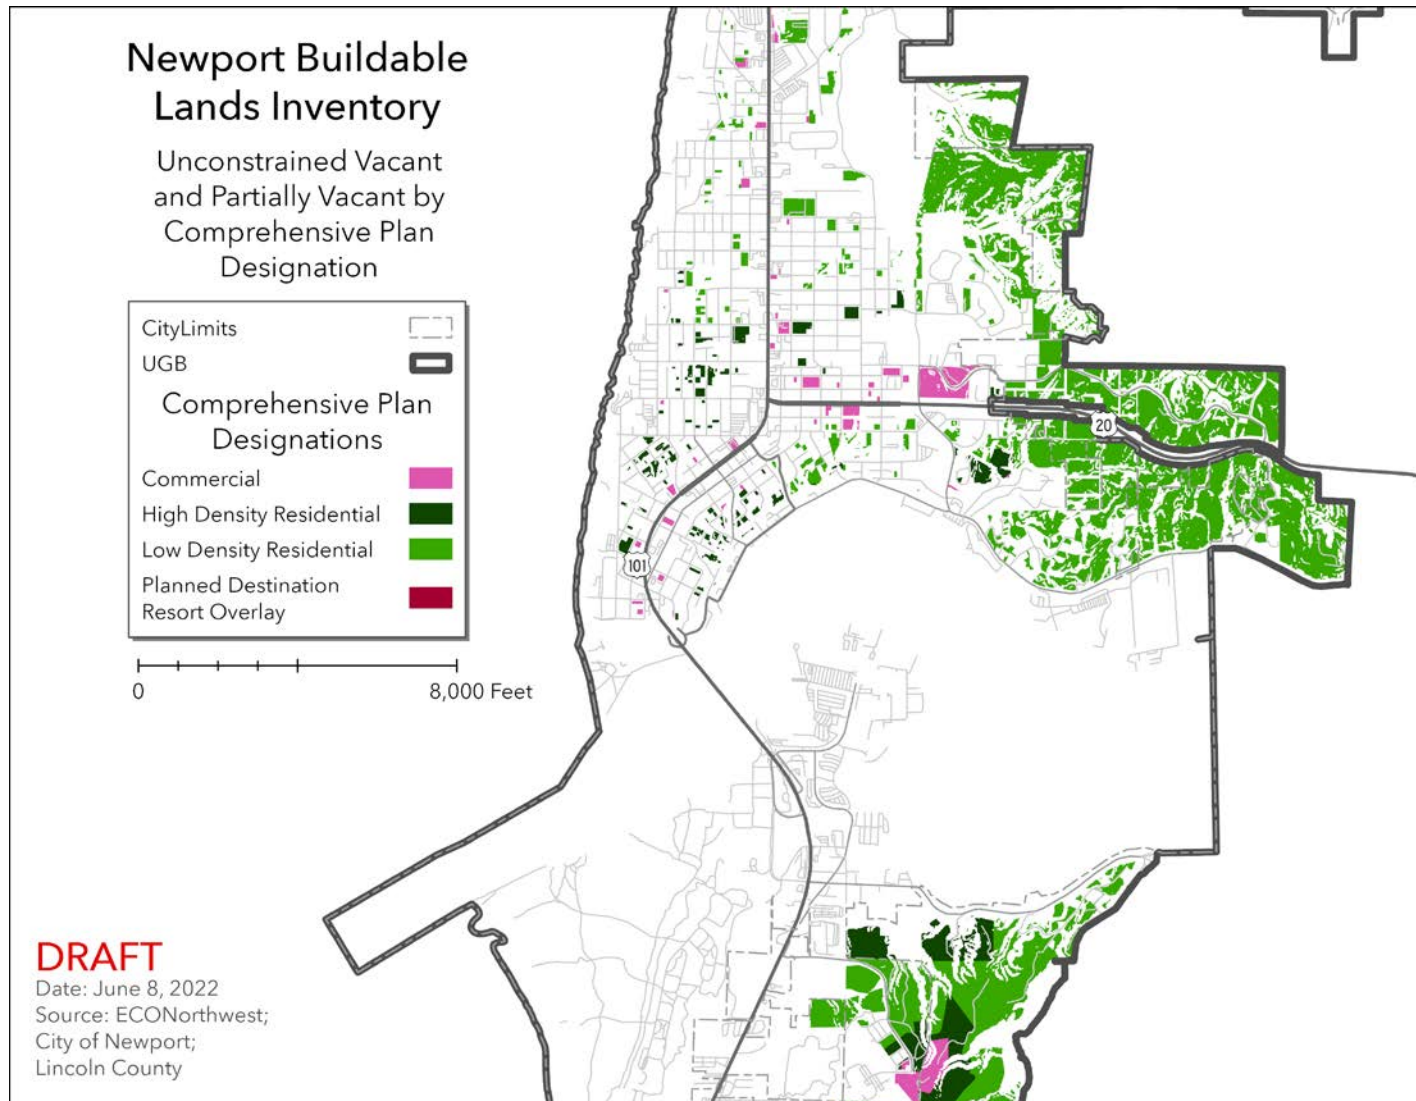 Newport Buildable
Lands Inventory
Unconstrained Vacant
and Partially Vacant by
Comprehensive Plan
Designation
CityLimits
UGB
Comprehensive Plan
Designations
Commercial
High Density Residential
Low Density Residential
Planned Destination
Resort Overlay
0 8,000 Feet
20
101
DRAFT
Date: June 8, 2022
Source: ECONorthwest;
City of Newport;
Lincoln County